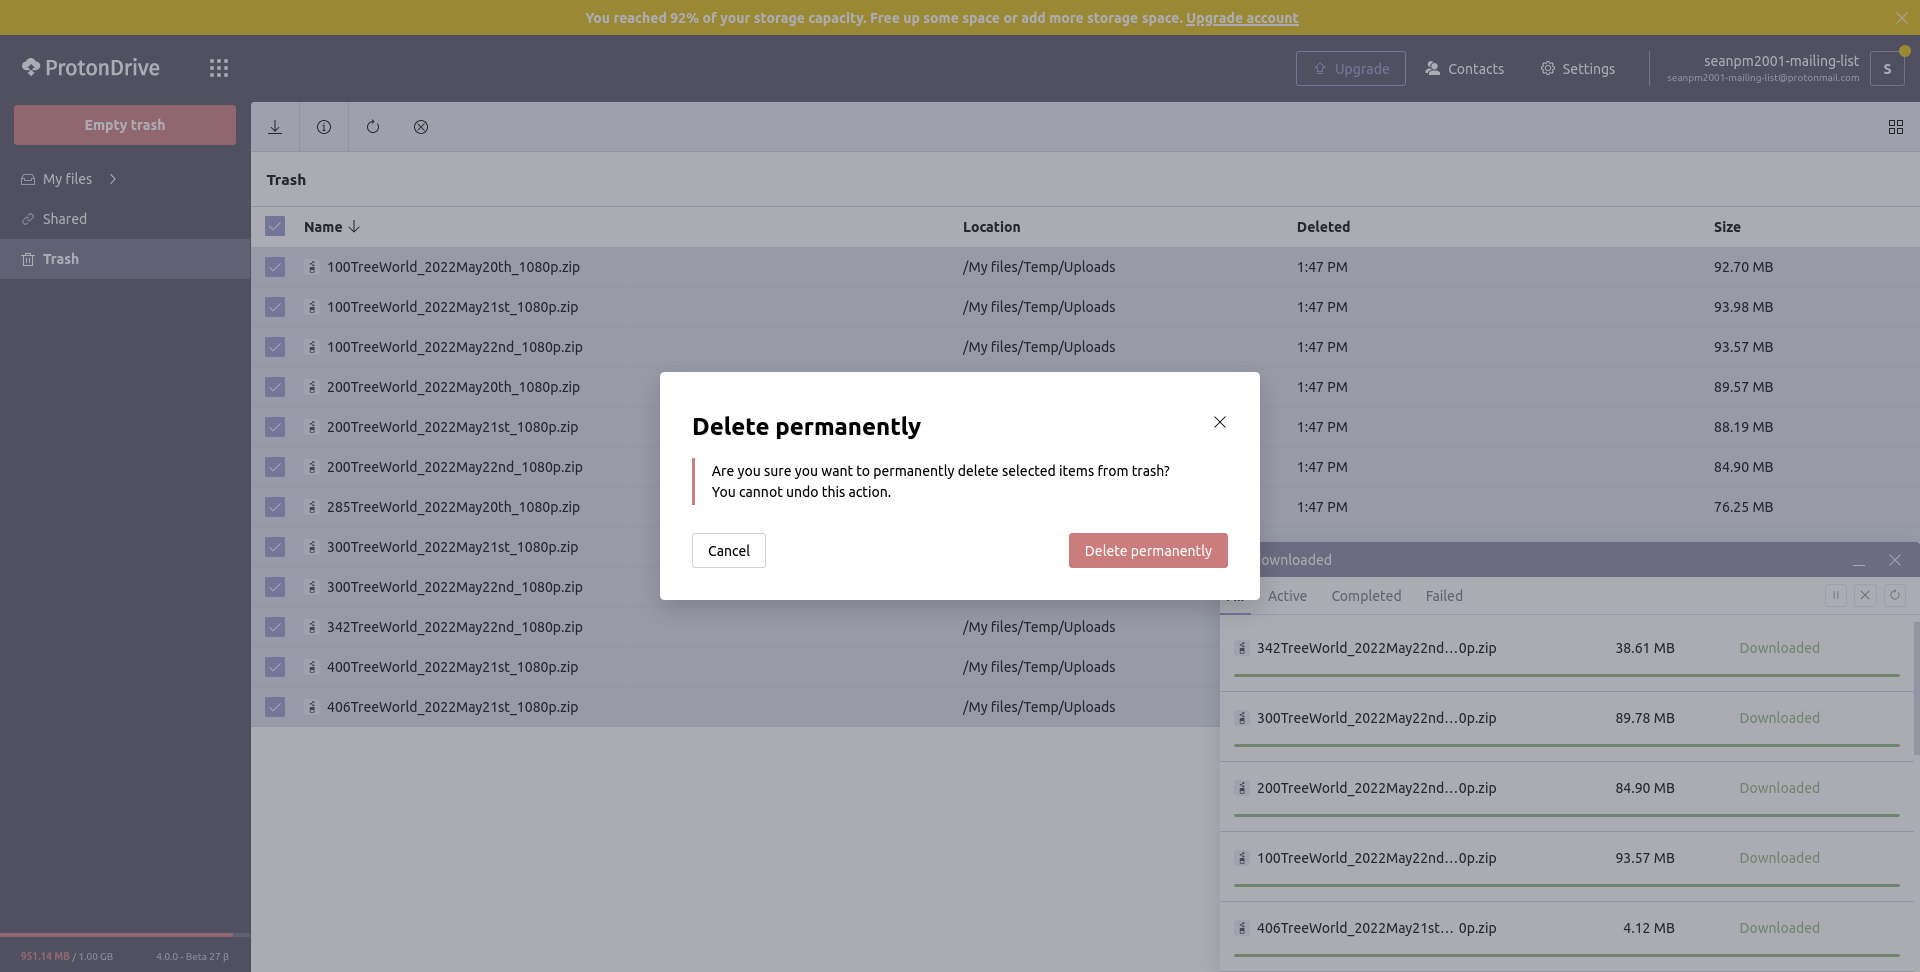 You reached 92% of your storage capacity. Free up some space or add more storage space. Upgrade account
ProtonDrive
Upgrade
Contacts
Settings
seanpm2001-mailing-list
seanpm2001-mailing-list@protonmail.com
S
Empty trash
My files
Shared
Trash
Trash
Name Location Deleted Size
100TreeWorld_2022May20th_1080p.zip /My files/Temp/Uploads 1:47 PM 92.70 MB
100TreeWorld_2022May21st_1080p.zip /My files/Temp/Uploads 1:47 PM 93.98 MB
100TreeWorld_2022May22nd_1080p.zip /My files/Temp/Uploads 1:47 PM 93.57 MB
200TreeWorld_2022May20th_1080p.zip 1:47 PM 89.57 MB
200TreeWorld_2022May21st_1080p.zip 1:47 PM 88.19 MB
200TreeWorld_2022May22nd_1080p.zip 1:47 PM 84.90 MB
285TreeWorld_2022May20th_1080p.zip 1:47 PM 76.25 MB
300TreeWorld_2022May21st_1080p.zip
300TreeWorld_2022May22nd_1080p.zip
342TreeWorld_2022May22nd_1080p.zip /My files/Temp/Uploads
400TreeWorld_2022May21st_1080p.zip /My files/Temp/Uploads
406TreeWorld_2022May21st_1080p.zip /My files/Temp/Uploads
Delete permanently
Are you sure you want to permanently delete selected items from trash?
You cannot undo this action.
Cancel
Delete permanently
ownloaded
Active Completed Failed
342TreeWorld_2022May22nd...0p.zip 38.61 MB Downloaded
300TreeWorld_2022May22nd...0p.zip 89.78 MB Downloaded
200TreeWorld_2022May22nd...0p.zip 84.90 MB Downloaded
100TreeWorld_2022May22nd...0p.zip 93.57 MB Downloaded
406TreeWorld_2022May21st... 0p.zip 4.12 MB Downloaded
951.14 MB / 1.00 GB
4.0.0 - Beta 27 β